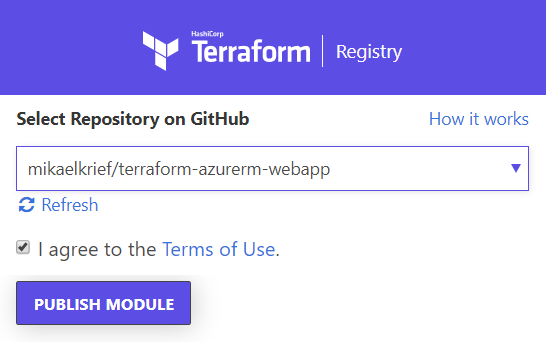 HashiCorp
Terraform Registry
Select Repository on GitHub How it works
mikaelkrief/terraform-azurerm-webapp
Refresh
I agree to the Terms of Use.
PUBLISH MODULE